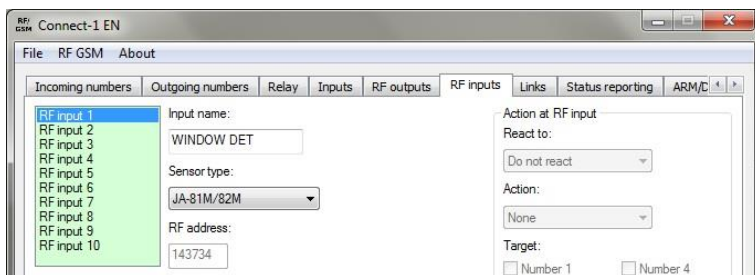 RF/GSM Connect-1 EN
File RF GSM About
Incoming numbers Outgoing numbers Relay Inputs RF outputs RF inputs Links Status reporting ARM/D
RF input 1
RF input 2
RF input 3
RF input 4
RF input 5
RF input 6
RF input 7
RF input 8
RF input 9
RF input 10
Input name:
WINDOW DET
Sensor type:
JA-81M/82M
RF address:
143734
Action at RF input
React to:
Do not react
Action:
None
Target:
Number 1 Number 4